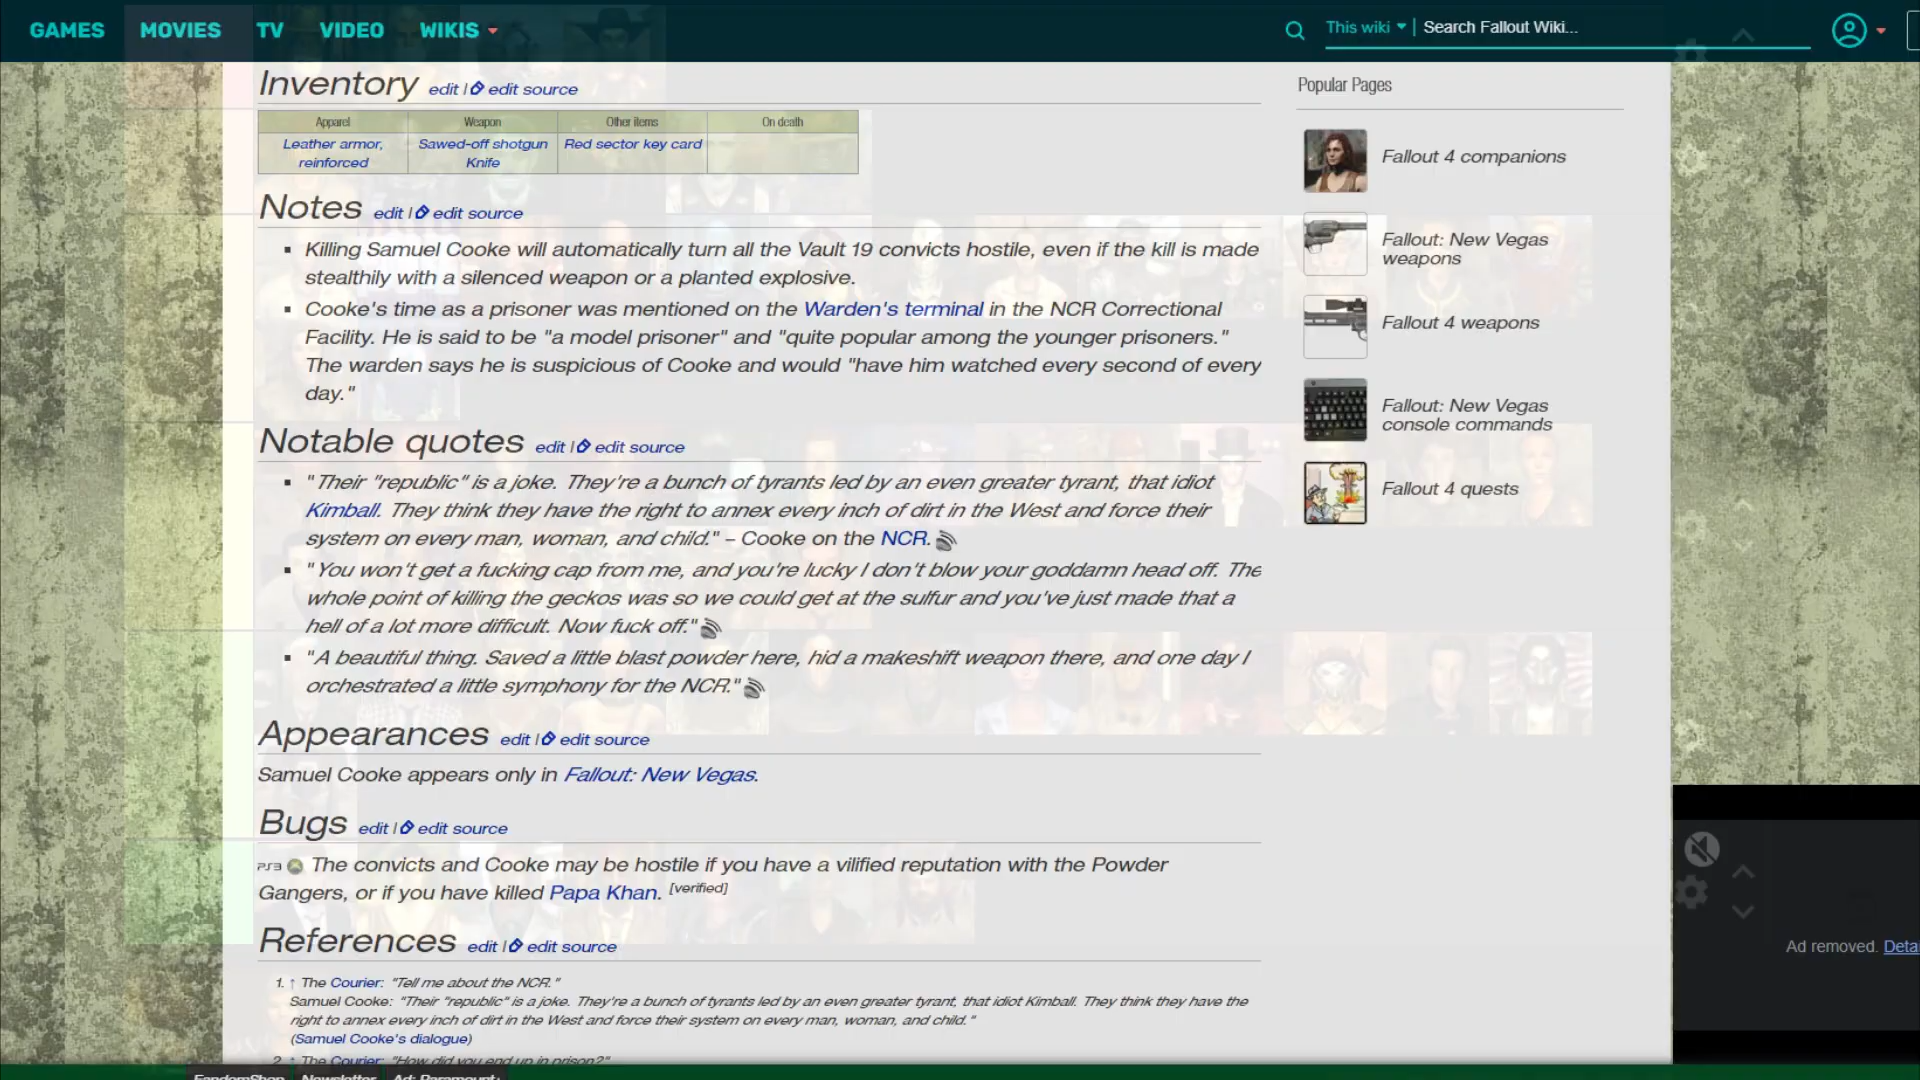 GAMES MOVIES TV VIDEO WIKIS This wiki Search Fallout Wiki...
Inventory edit | edit source
Apparel Weapon Other items On death
Leather armor, reinforced Sawed-off shotgun Knife Red sector key card
Notes edit | edit source
▪ Killing Samuel Cooke will automatically turn all the Vault 19 convicts hostile, even if the kill is made
stealthily with a silenced weapon or a planted explosive.
▪ Cooke's time as a prisoner was mentioned on the Warden's terminal in the NCR Correctional
Facility. He is said to be "a model prisoner" and "quite popular among the younger prisoners."
The warden says he is suspicious of Cooke and would "have him watched every second of every
day."
Notable quotes edit | edit source
▪ "Their "republic" is a joke. They're a bunch of tyrants led by an even greater tyrant, that idiot
Kimball. They think they have the right to annex every inch of dirt in the West and force their
system on every man, woman, and child." – Cooke on the NCR.
▪ "You won't get a fucking cap from me, and you're lucky I don't blow your goddamn head off. The
whole point of killing the geckos was so we could get at the sulfur and you've just made that a
hell of a lot more difficult. Now fuck off."
▪ "A beautiful thing. Saved a little blast powder here, hid a makeshift weapon there, and one day I
orchestrated a little symphony for the NCR."
Appearances edit | edit source
Samuel Cooke appears only in Fallout: New Vegas.
Bugs edit | edit source
PS3 The convicts and Cooke may be hostile if you have a vilified reputation with the Powder
Gangers, or if you have killed Papa Khan. [verified]
References edit | edit source
1. ↑ The Courier: "Tell me about the NCR."
Samuel Cooke: "Their "republic" is a joke. They're a bunch of tyrants led by an even greater tyrant, that idiot Kimball. They think they have the
right to annex every inch of dirt in the West and force their system on every man, woman, and child."
(Samuel Cooke's dialogue)
2. ↑ The Courier: "How did you end up in prison?"
Popular Pages
Fallout 4 companions
Fallout: New Vegas
weapons
Fallout 4 weapons
Fallout: New Vegas
console commands
Fallout 4 quests
Ad removed. Detai
FandomShop Newsletter Ad: Paramount+